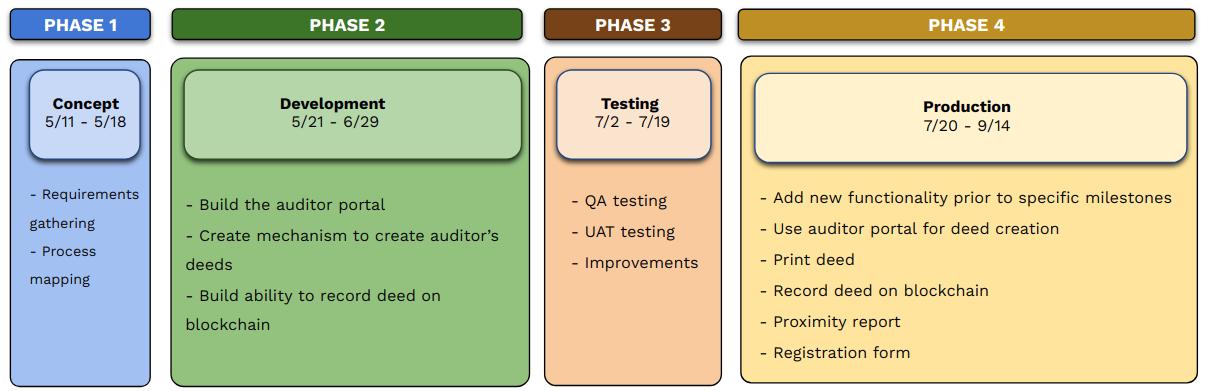 PHASE 1
Concept
5/11 - 5/18
- Requirements
gathering
- Process
mapping
PHASE 2
Development
5/21 - 6/29
- Build the auditor portal
- Create mechanism to create auditor’s
deeds
- Build ability to record deed on
blockchain
PHASE 3
Testing
7/2 - 7/19
- QA testing
- UAT testing
- Improvements
PHASE 4
Production
7/20 - 9/14
- Add new functionality prior to specific milestones
- Use auditor portal for deed creation
- Print deed
- Record deed on blockchain
- Proximity report
- Registration form